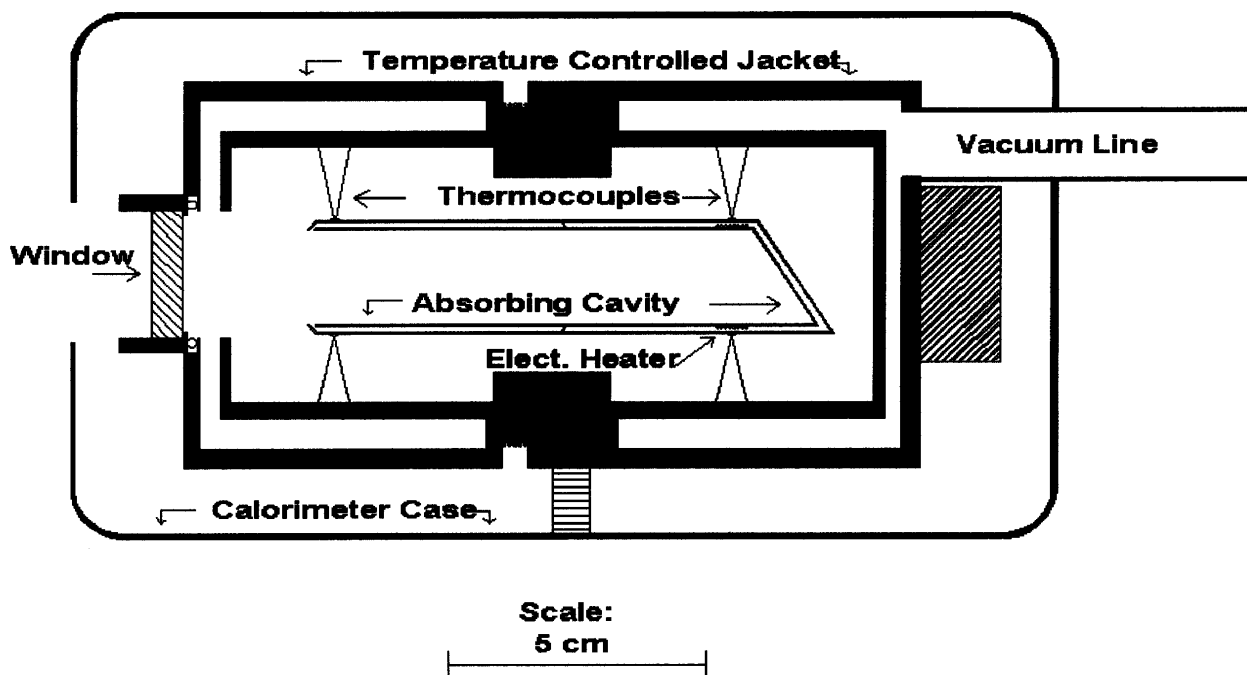 Temperature Controlled Jacket
Vacuum Line
Thermocouples
Window
Absorbing Cavity
Elect. Heater
Calorimeter Case
Scale:
5 cm